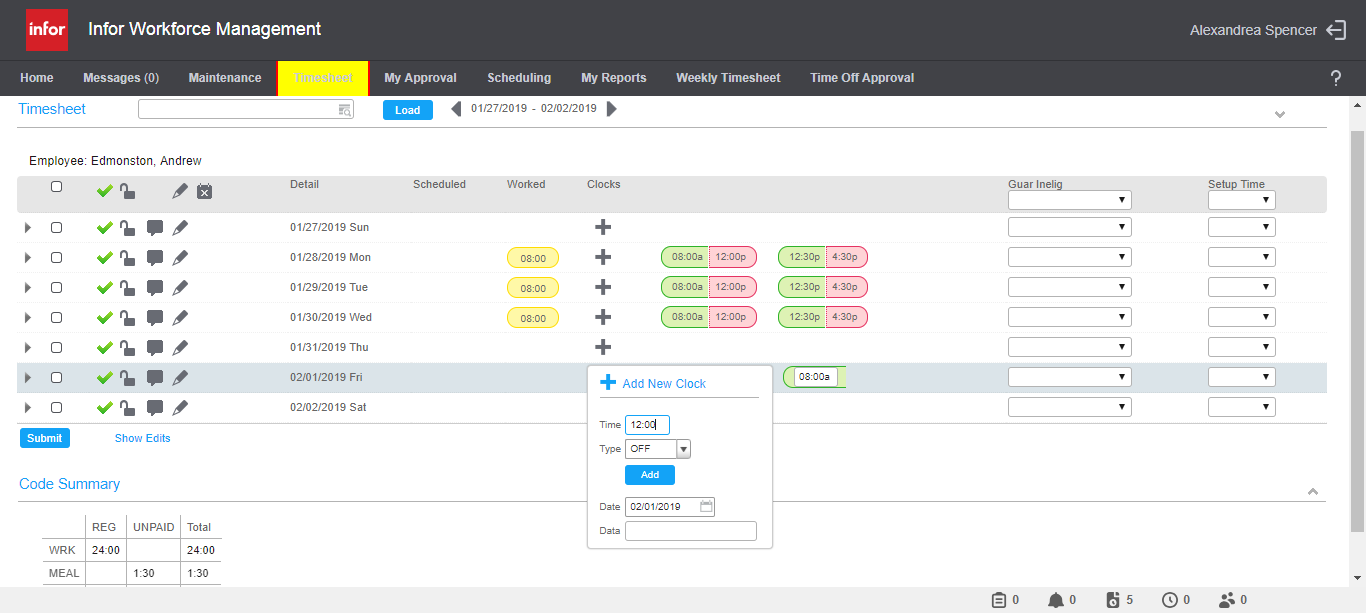 infor Infor Workforce Management Alexandrea Spencer
Home Messages (0) Maintenance Timesheet My Approval Scheduling My Reports Weekly Timesheet Time Off Approval ?
Timesheet Load 01/27/2019 - 02/02/2019
Employee: Edmonston, Andrew
Detail Scheduled Worked Clocks Guar Inelig Setup Time
01/27/2019 Sun
01/28/2019 Mon 08:00 08:00a 12:00p 12:30p 4:30p
01/29/2019 Tue 08:00 08:00a 12:00p 12:30p 4:30p
01/30/2019 Wed 08:00 08:00a 12:00p 12:30p 4:30p
01/31/2019 Thu
02/01/2019 Fri 08:00a
Add New Clock
02/02/2019 Sat
Time 12:00
Submit Show Edits
Type OFF
Add
Code Summary
Date 02/01/2019
REG UNPAID Total
Data
WRK 24:00 24:00
MEAL 1:30 1:30
0 0 5 0 0